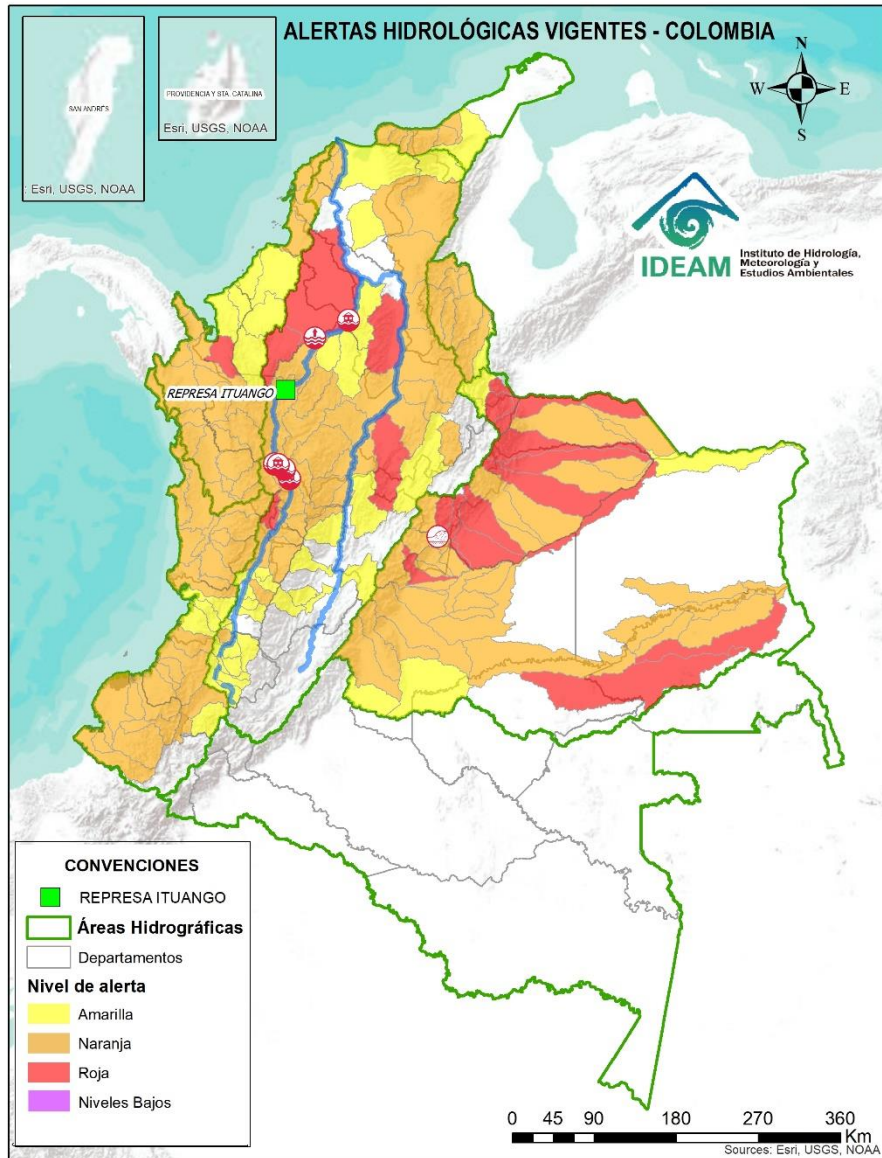 ALERTAS HIDROLÓGICAS VIGENTES - COLOMBIA
SAN ANDRÉS
: Esri, USGS, NOAA
PROVIDENCIA Y STA. CATALINA
Esri, USGS, NOAA
N
W
E
S
IDEAM
Instituto de Hidrología,
Meteorología y
Estudios Ambientales
REPRESA ITUANGO
CONVENCIONES
REPRESA ITUANGO
Áreas Hidrográficas
Departamentos
Nivel de alerta
Amarilla
Naranja
Roja
Niveles Bajos
0 45 90 180 270 360
Km
Sources: Esri, USGS, NOAA